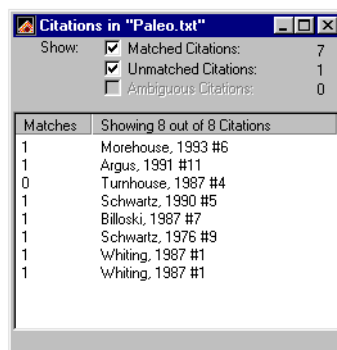 Citations in "Paleo.txt"
Show: Matched Citations: 7
Unmatched Citations: 1
Ambiguous Citations: 0
Matches Showing 8 out of 8 Citations
1 Morehouse, 1993 #6
1 Argus, 1991 #11
0 Turnhouse, 1987 #4
1 Schwartz, 1990 #5
1 Billoski, 1987 #7
1 Schwartz, 1976 #9
1 Whiting, 1987 #1
1 Whiting, 1987 #1